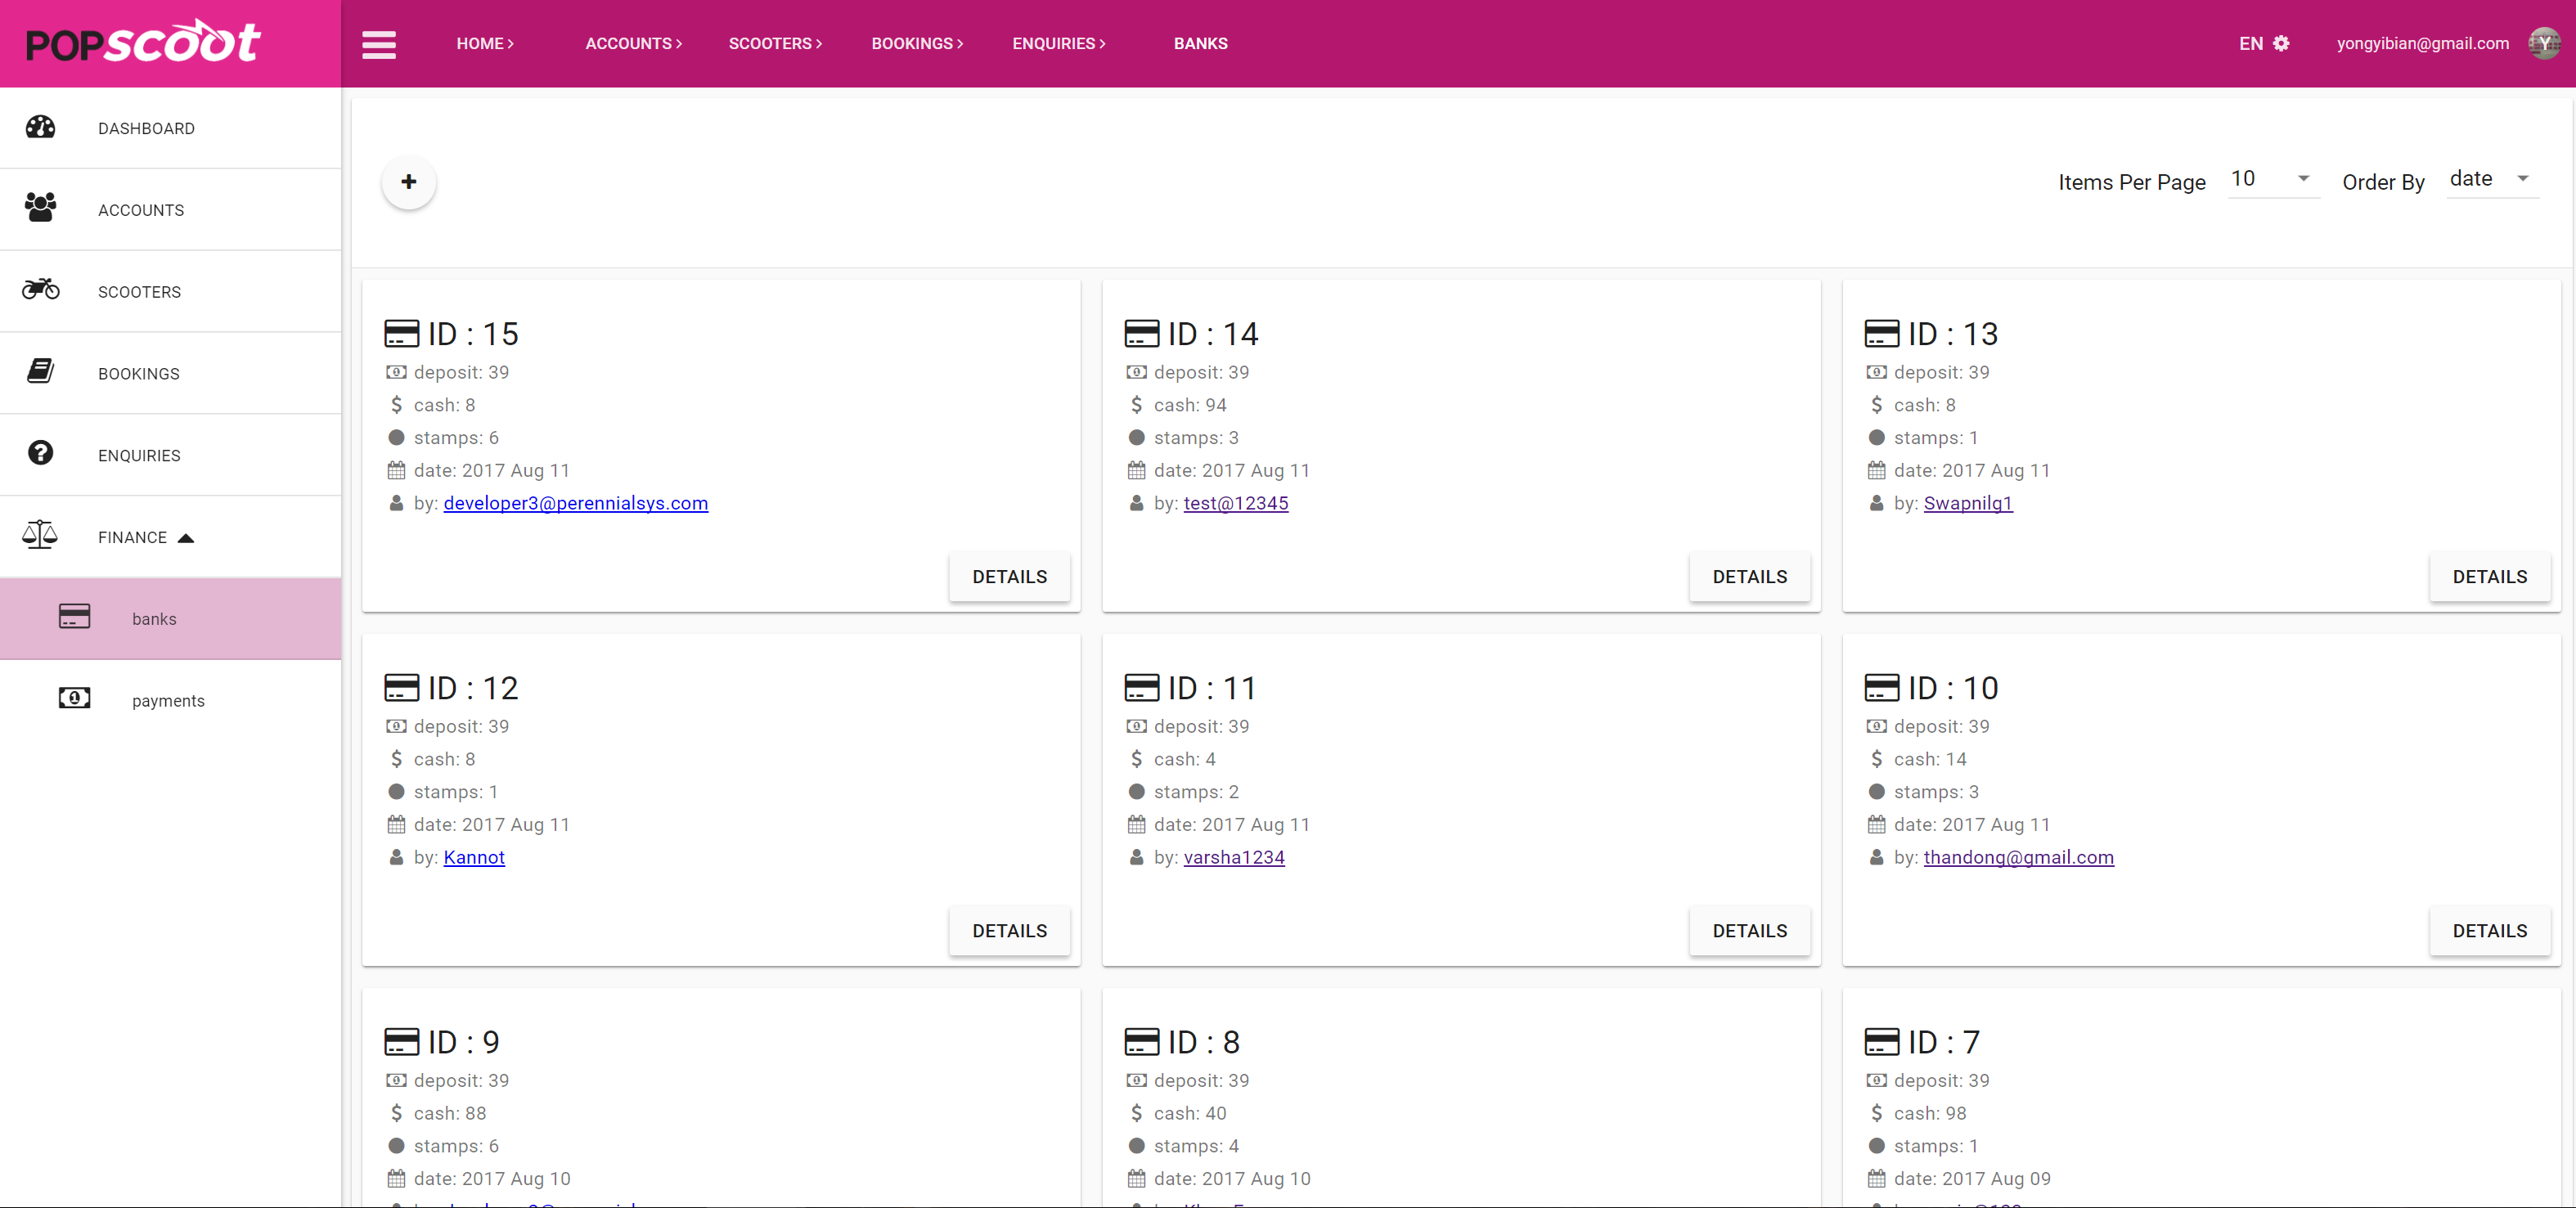 POPscoot
HOME
ACCOUNTS
SCOOTERS
BOOKINGS
ENQUIRIES
BANKS
EN
yongyibian@gmail.com
Y
DASHBOARD
ACCOUNTS
SCOOTERS
BOOKINGS
ENQUIRIES
FINANCE
banks
payments
+
Items Per Page 10 Order By date
ID : 15
deposit: 39
$ cash: 8
stamps: 6
date: 2017 Aug 11
by: developer3@perennialsys.com
DETAILS
ID : 14
deposit: 39
$ cash: 94
stamps: 3
date: 2017 Aug 11
by: test@12345
DETAILS
ID : 13
deposit: 39
$ cash: 8
stamps: 1
date: 2017 Aug 11
by: Swapnilg1
DETAILS
ID : 12
deposit: 39
$ cash: 8
stamps: 1
date: 2017 Aug 11
by: Kannot
DETAILS
ID : 11
deposit: 39
$ cash: 4
stamps: 2
date: 2017 Aug 11
by: varsha1234
DETAILS
ID : 10
deposit: 39
$ cash: 14
stamps: 3
date: 2017 Aug 11
by: thandong@gmail.com
DETAILS
ID : 9
deposit: 39
$ cash: 88
stamps: 6
date: 2017 Aug 10
ID : 8
deposit: 39
$ cash: 40
stamps: 4
date: 2017 Aug 10
ID : 7
deposit: 39
$ cash: 98
stamps: 1
date: 2017 Aug 09